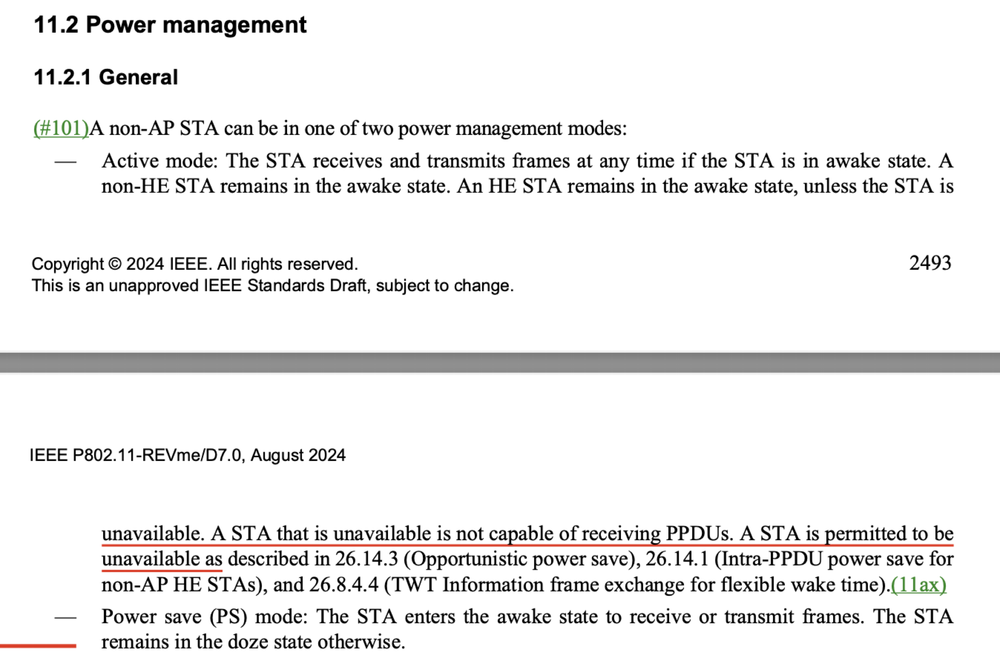 11.2 Power management
11.2.1 General
(#101)A non-AP STA can be in one of two power management modes:
— Active mode: The STA receives and transmits frames at any time if the STA is in awake state. A
non-HE STA remains in the awake state. An HE STA remains in the awake state, unless the STA is
Copyright © 2024 IEEE. All rights reserved. 2493
This is an unapproved IEEE Standards Draft, subject to change.
IEEE P802.11-REVme/D7.0, August 2024
unavailable. A STA that is unavailable is not capable of receiving PPDUs. A STA is permitted to be
unavailable as described in 26.14.3 (Opportunistic power save), 26.14.1 (Intra-PPDU power save for
non-AP HE STAs), and 26.8.4.4 (TWT Information frame exchange for flexible wake time).(11ax)
— Power save (PS) mode: The STA enters the awake state to receive or transmit frames. The STA
remains in the doze state otherwise.